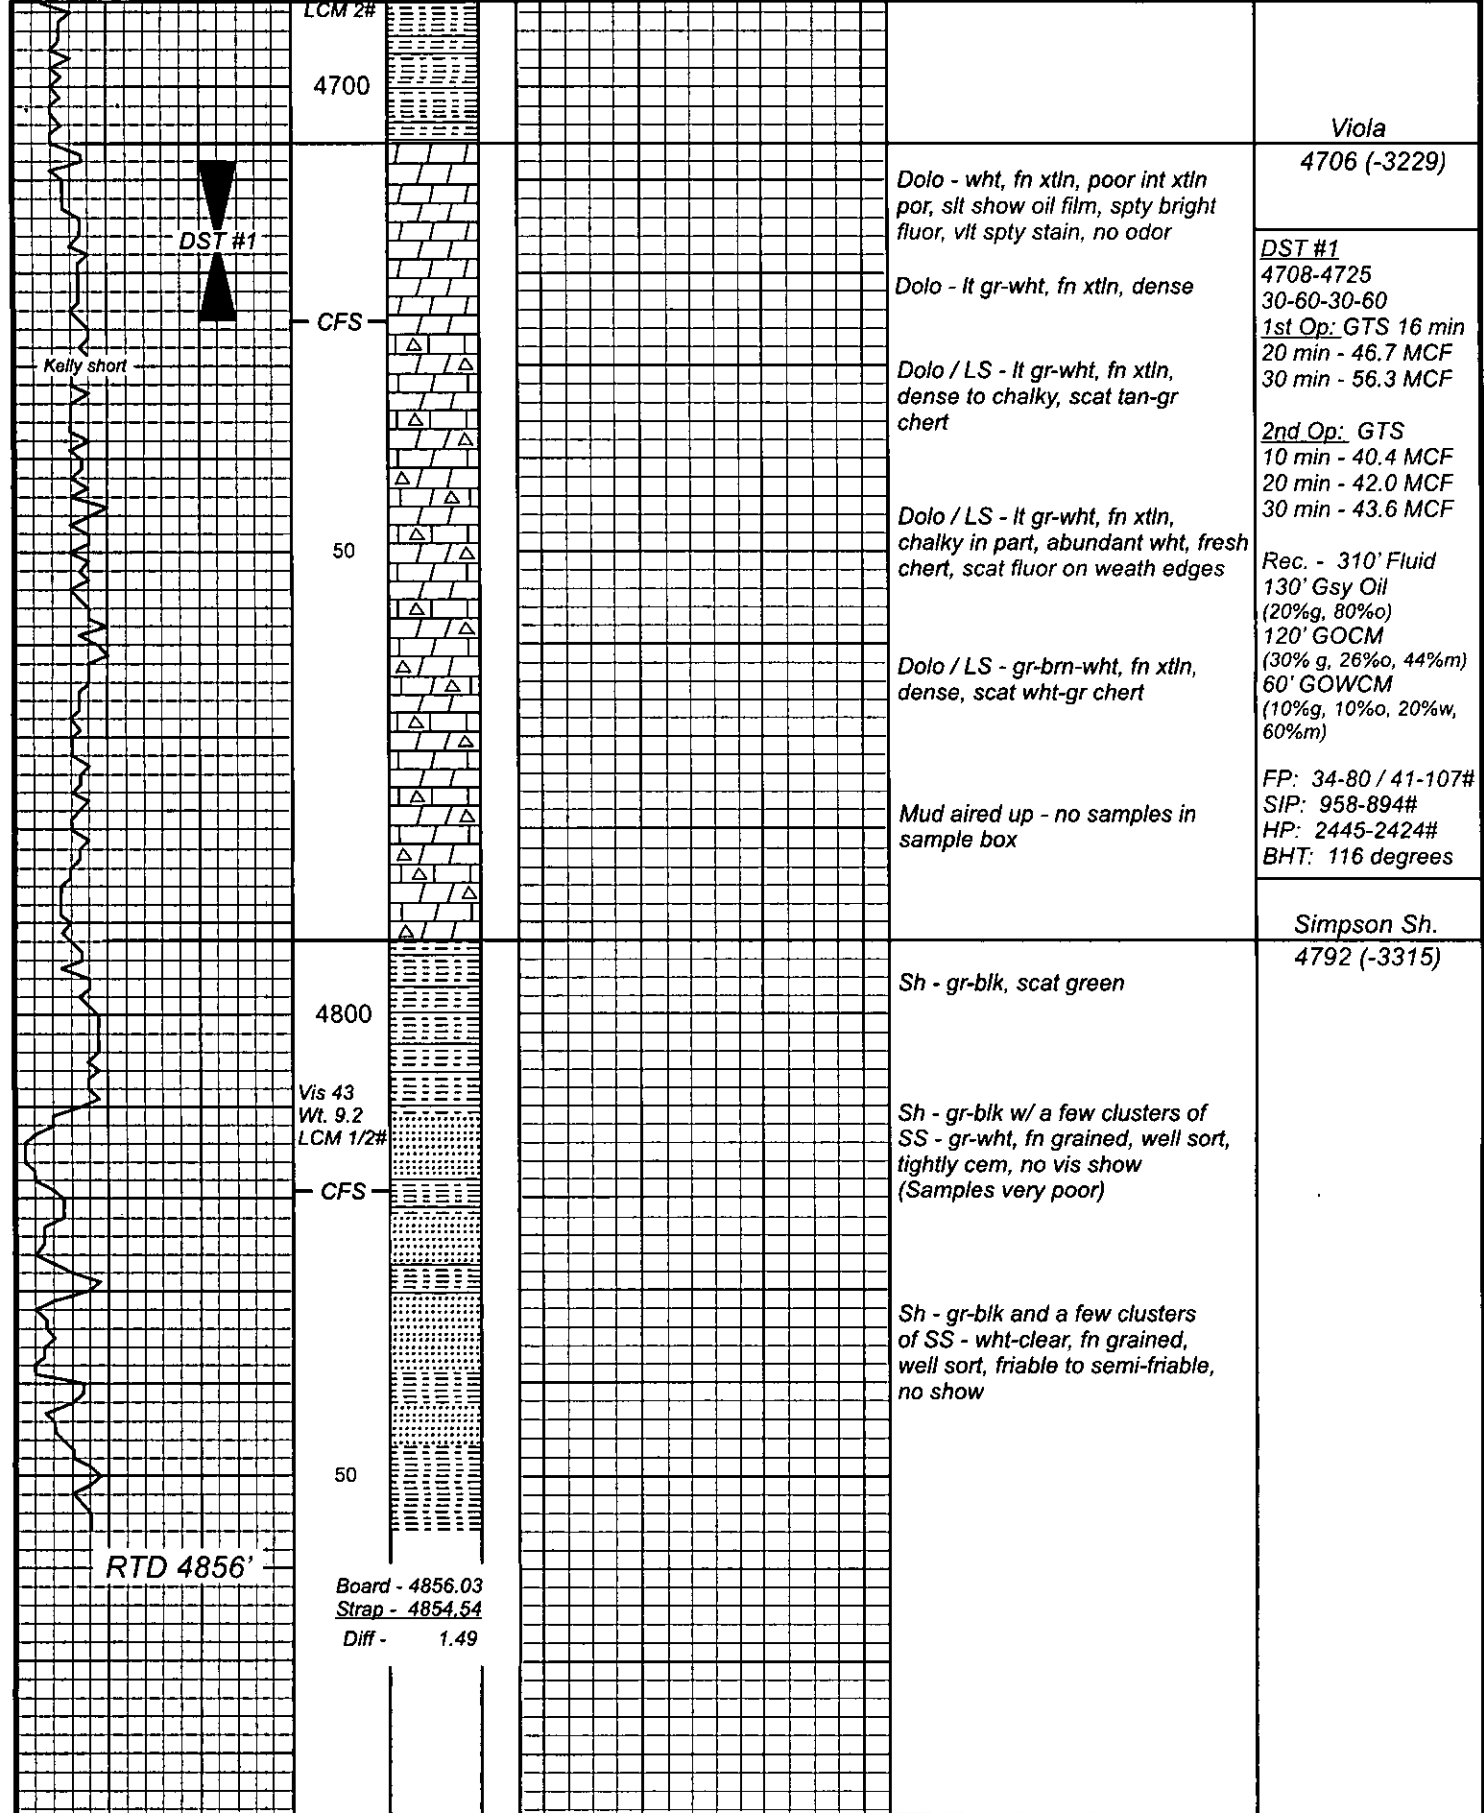 LCM 2#
4700
Viola
4706 (-3229)
Dolo - wht, fn xtln, poor int xtln
por, slt show oil film, spty bright
fluor, vlt spty stain, no odor
DST #1
DST #1
4708-4725
30-60-30-60
1st Op: GTS 16 min
20 min - 46.7 MCF
30 min - 56.3 MCF
Dolo - lt gr-wht, fn xtln, dense
CFS
Kelly short
Dolo / LS - lt gr-wht, fn xtln,
dense to chalky, scat tan-gr
chert
2nd Op: GTS
10 min - 40.4 MCF
20 min - 42.0 MCF
30 min - 43.6 MCF
50
Dolo / LS - lt gr-wht, fn xtln,
chalky in part, abundant wht, fresh
chert, scat fluor on weath edges
Rec. - 310' Fluid
130' Gsy Oil
(20%g, 80%o)
120' GOCM
(30% g, 26%o, 44%m)
60' GOWCM
(10%g, 10%o, 20%w,
60%m)
Dolo / LS - gr-brn-wht, fn xtln,
dense, scat wht-gr chert
FP: 34-80 / 41-107#
SIP: 958-894#
HP: 2445-2424#
BHT: 116 degrees
Mud aired up - no samples in
sample box
Simpson Sh.
4792 (-3315)
Sh - gr-blk, scat green
4800
Vis 43
Wt. 9.2
LCM 1/2#
Sh - gr-blk w/ a few clusters of
SS - gr-wht, fn grained, well sort,
tightly cem, no vis show
(Samples very poor)
CFS
Sh - gr-blk and a few clusters
of SS - wht-clear, fn grained,
well sort, friable to semi-friable,
no show
50
RTD 4856'
Board - 4856.03
Strap - 4854.54
Diff - 1.49